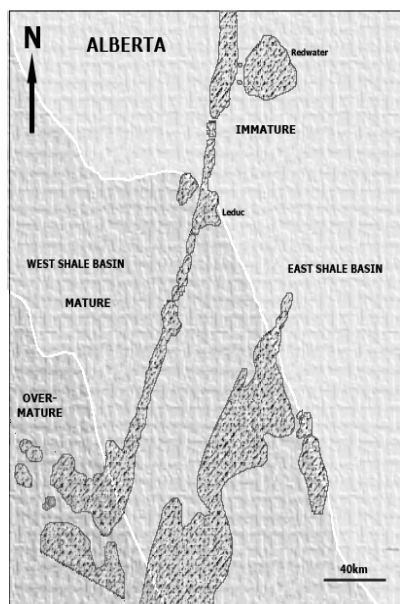 N
ALBERTA
Redwater
IMMATURE
Leduc
WEST SHALE BASIN
EAST SHALE BASIN
MATURE
OVER-
MATURE
40km